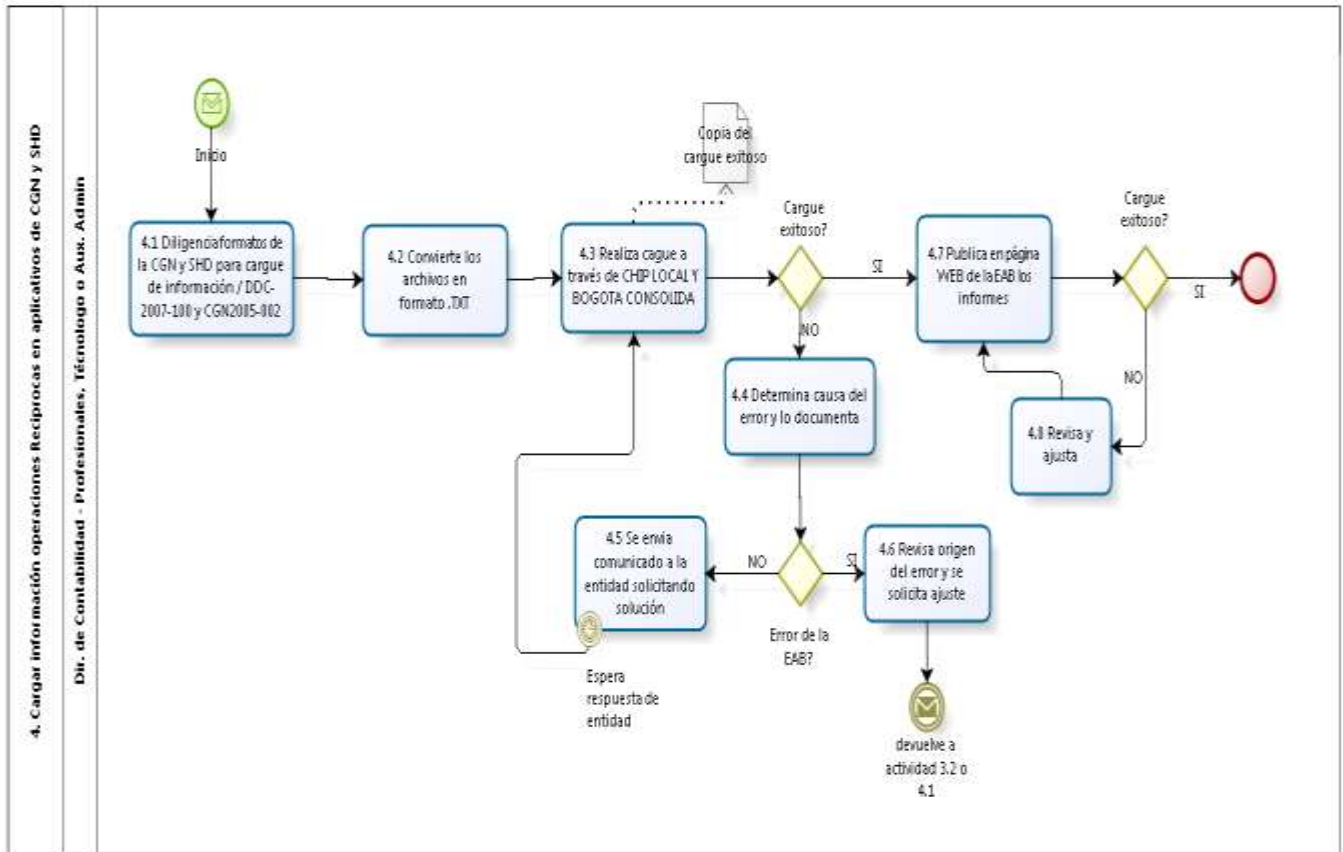 4. Cargar información operaciones Reciprocas en aplicativos de CGN y SHD
Dir. de Contabilidad - Profesionales, Técnologo o Aux. Admin
Inicio
4.1 Diligencia formatos de
la CGN y SHD para cargue
de información / DDC-
2007-100 y CGN2005-002
4.2 Convierte los
archivos en
formato .TXT
4.3 Realiza cague a
través de CHIP LOCAL Y
BOGOTA CONSOLIDA
Copia del
cargue exitoso
Cargue
exitoso?
SI
NO
4.7 Publica en página
WEB de la EAB los
informes
Cargue
exitoso?
SI
NO
4.8 Revisa y
ajusta
4.4 Determina causa del
error y lo documenta
4.5 Se envia
comunicado a la
entidad solicitando
solución
NO
SI
Error de la
EAB?
4.6 Revisa origen
del error y se
solicita ajuste
Espera
respuesta de
entidad
devuelve a
actividad 3.2 o
4.1